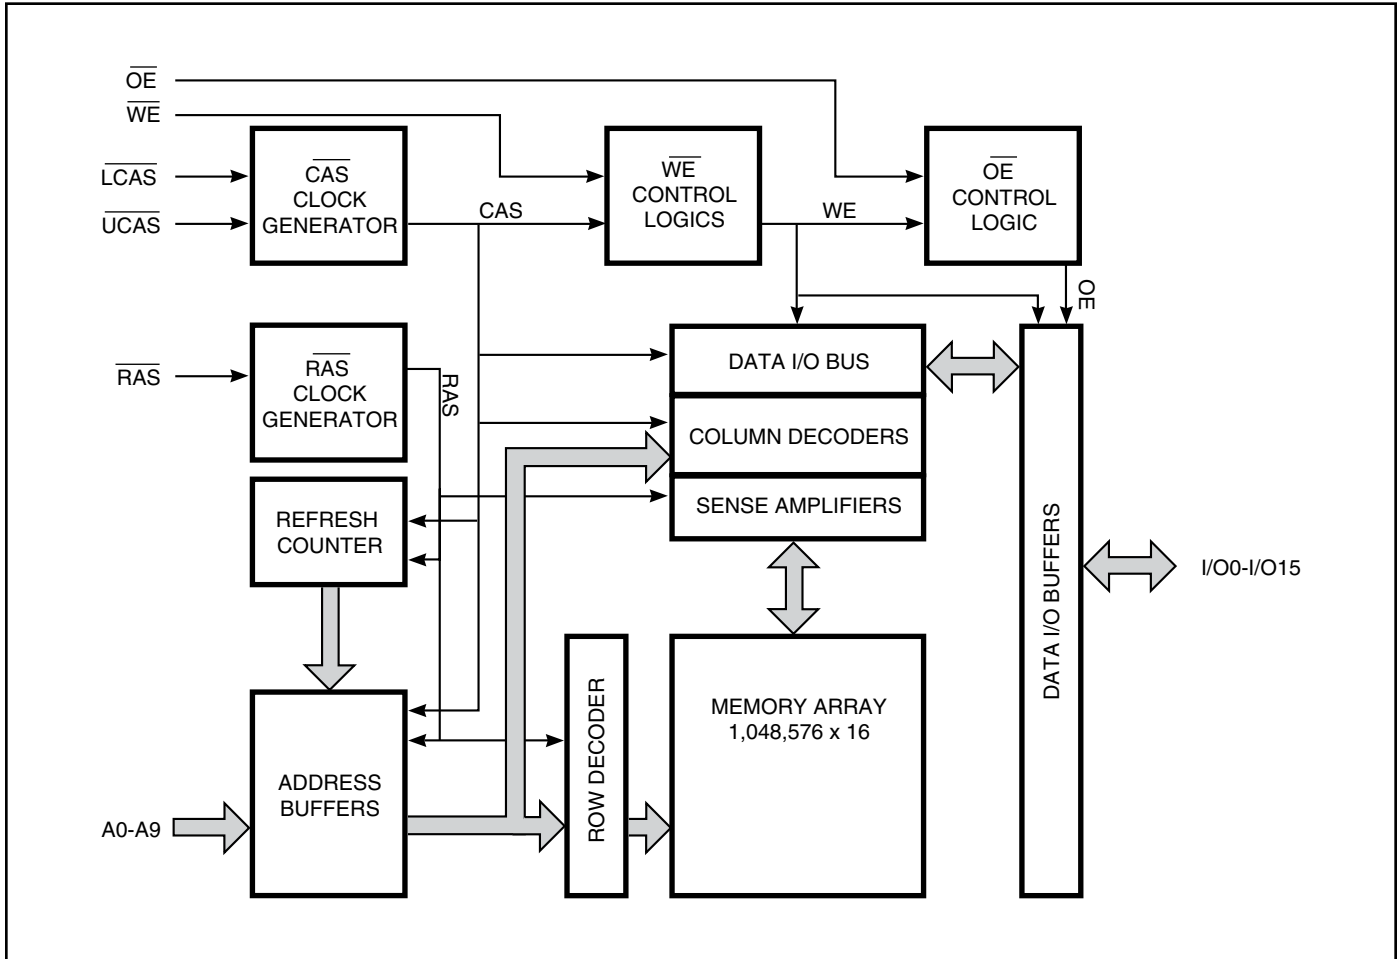 OE
WE
LCAS
UCAS
CAS
CLOCK
GENERATOR
CAS
WE
CONTROL
LOGICS
WE
OE
CONTROL
LOGIC
OE
RAS
RAS
CLOCK
GENERATOR
RAS
DATA I/O BUS
COLUMN DECODERS
SENSE AMPLIFIERS
REFRESH
COUNTER
DATA I/O BUFFERS
I/O0-I/O15
MEMORY ARRAY
1,048,576 x 16
ROW DECODER
ADDRESS
BUFFERS
A0-A9